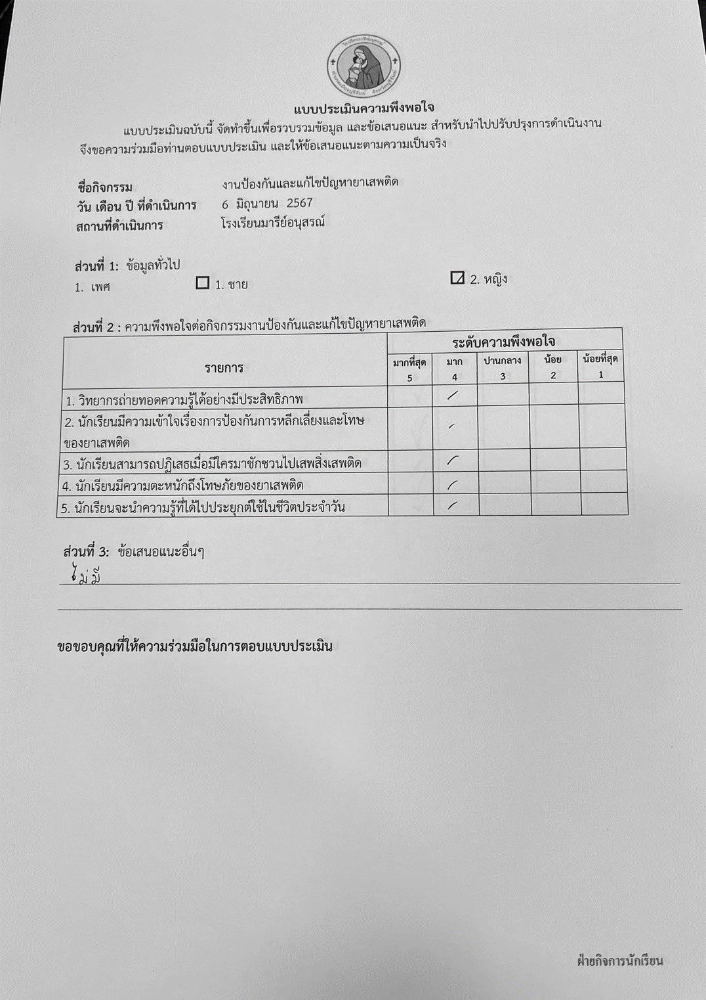 แบบประเมินความพึงพอใจ
แบบประเมินฉบับนี้ จัดทำขึ้นเพื่อรวบรวมข้อมูล และข้อเสนอแนะ สำหรับนำไปปรับปรุงการดำเนินงาน
จึงขอความร่วมมือท่านตอบแบบประเมิน และให้ข้อเสนอแนะตามความเป็นจริง
ชื่อกิจกรรม งานป้องกันและแก้ไขปัญหายาเสพติด
วัน เดือน ปี ที่ดำเนินการ 6 มิถุนายน 2567
สถานที่ดำเนินการ โรงเรียนมารีย์อนุสรณ์
ส่วนที่ 1: ข้อมูลทั่วไป
1. เพศ ☐ 1. ชาย ☑ 2. หญิง
ส่วนที่ 2 : ความพึงพอใจต่อกิจกรรมงานป้องกันและแก้ไขปัญหายาเสพติด
รายการ ระดับความพึงพอใจ
มากที่สุด มาก ปานกลาง น้อย น้อยที่สุด
5 4 3 2 1
1. วิทยากรถ่ายทอดความรู้ได้อย่างมีประสิทธิภาพ /
2. นักเรียนมีความเข้าใจเรื่องการป้องกันการหลีกเลี่ยงและโทษ /
ของยาเสพติด
3. นักเรียนสามารถปฏิเสธเมื่อมีใครมาชักชวนไปเสพสิ่งเสพติด /
4. นักเรียนมีความตะหนักถึงโทษภัยของยาเสพติด /
5. นักเรียนจะนำความรู้ที่ได้ไปประยุกต์ใช้ในชีวิตประจำวัน /
ส่วนที่ 3: ข้อเสนอแนะอื่นๆ
ไม่มี
ขอขอบคุณที่ให้ความร่วมมือในการตอบแบบประเมิน
ฝ่ายกิจการนักเรียน